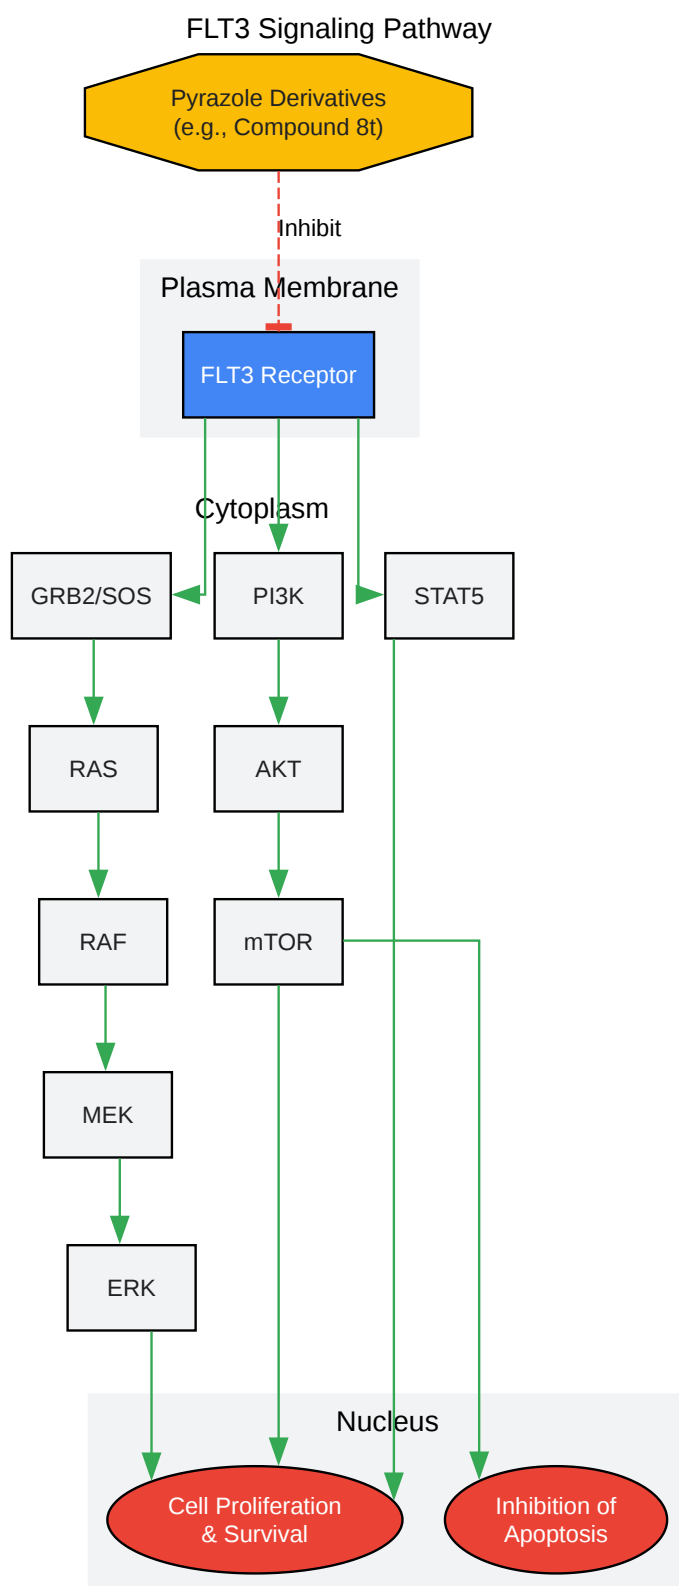 FLT3 Signaling Pathway
Pyrazole Derivatives
(e.g., Compound 8t)
Inhibit
Plasma Membrane
FLT3 Receptor
Cytoplasm
GRB2/SOS
PI3K
STAT5
RAS
AKT
RAF
mTOR
MEK
ERK
Nucleus
Cell Proliferation
& Survival
Inhibition of
Apoptosis